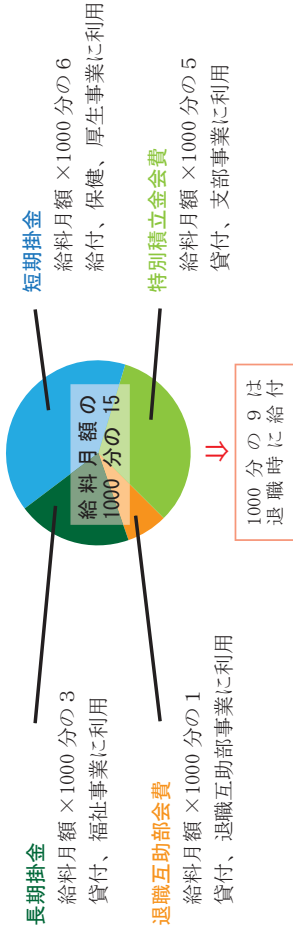 長期掛金
給料月額 ×1000 分の3
貸付、福祉事業に利用
短期掛金
給料月額 ×1000 分の6
給付、保健、厚生事業に利用
給料月額の
1000 分の 15
退職互助部会費
給料月額 ×1000 分の1
貸付、退職互助部事業に利用
特別積立金会費
給料月額 ×1000 分の5
貸付、支部事業に利用
⇒
1000 分の9は
退職時に給付